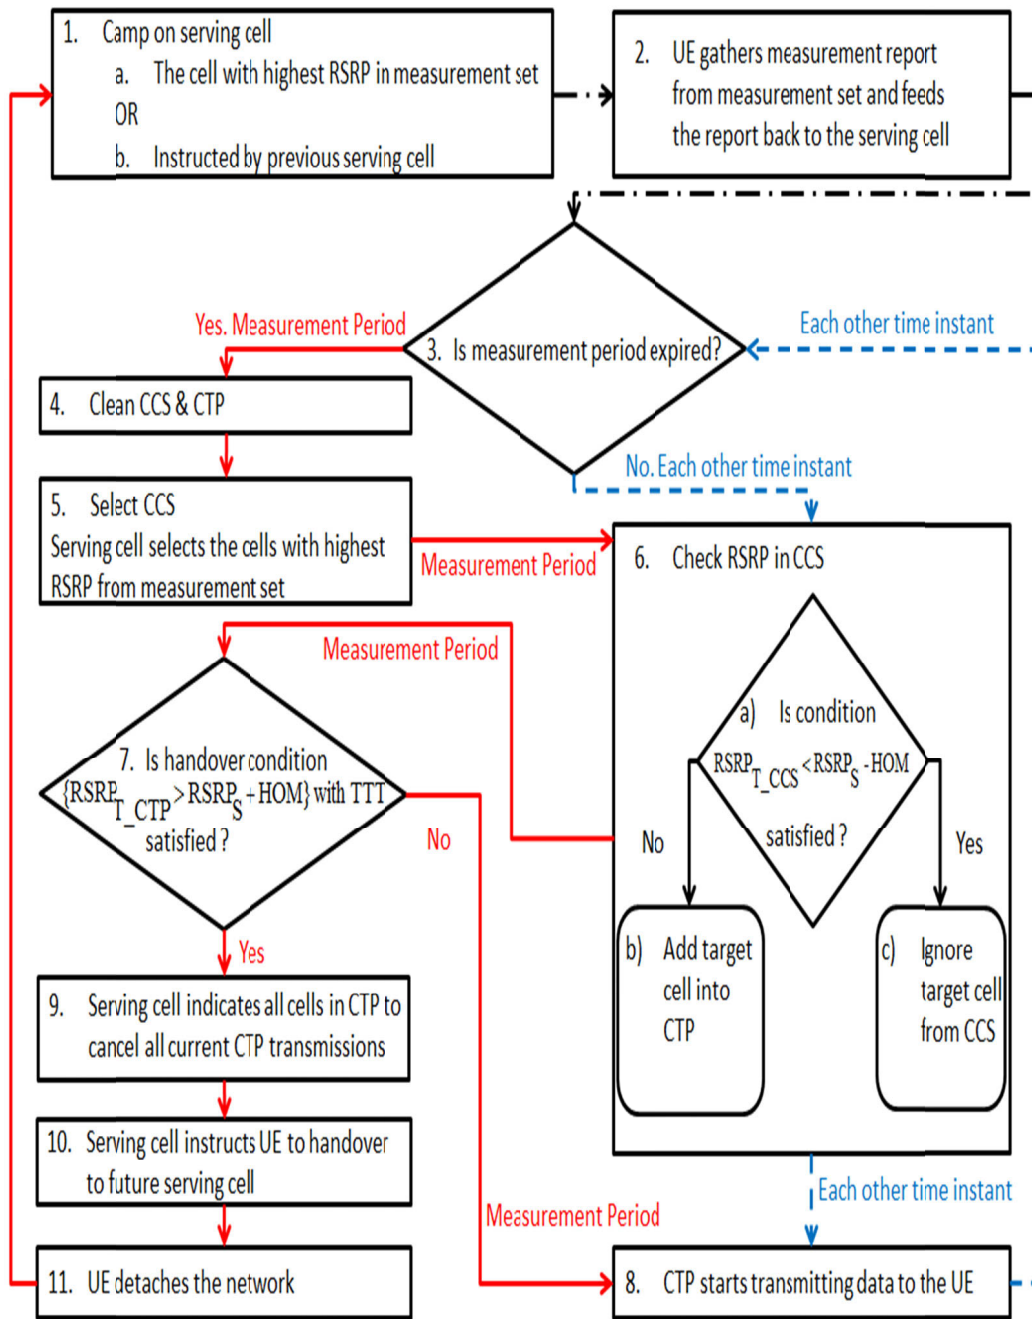 1. Camp on serving cell
a. The cell with highest RSRP in measurement set
OR
b. Instructed by previous serving cell
2. UE gathers measurement report
from measurement set and feeds
the report back to the serving cell
Yes. Measurement Period
3. Is measurement period expired?
Each other time instant
4. Clean CCS & CTP
No. Each other time instant
5. Select CCS
Serving cell selects the cells with highest
RSRP from measurement set
Measurement Period
6. Check RSRP in CCS
a) Is condition
RSRP_T_CCS < RSRP_S - HOM
satisfied ?
No
Yes
b) Add target
cell into
CTP
c) Ignore
target cell
from CCS
Measurement Period
7. Is handover condition
{RSRP_T_CTP > RSRP_S + HOM} with TTT
satisfied ?
No
Yes
9. Serving cell indicates all cells in CTP to
cancel all current CTP transmissions
10. Serving cell instructs UE to handover
to future serving cell
Each other time instant
Measurement Period
11. UE detaches the network
8. CTP starts transmitting data to the UE